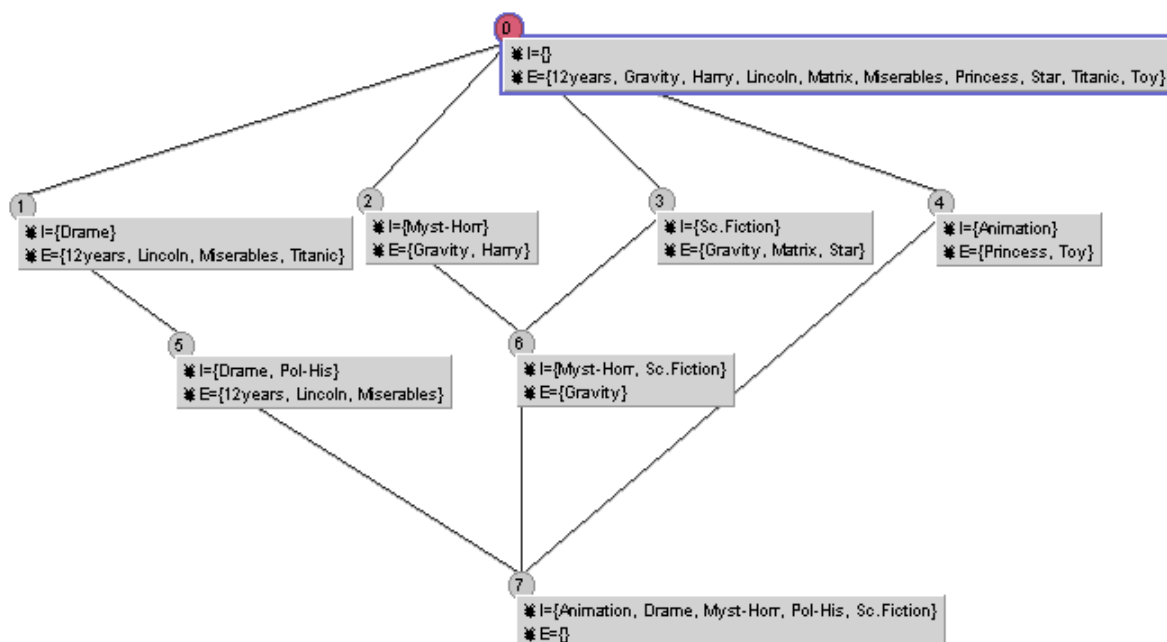 0
I={}
E={12years, Gravity, Harry, Lincoln, Matrix, Miserables, Princess, Star, Titanic, Toy}
1
I={Drame}
E={12years, Lincoln, Miserables, Titanic}
2
I={Myst-Horr}
E={Gravity, Harry}
3
I={Sc.Fiction}
E={Gravity, Matrix, Star}
4
I={Animation}
E={Princess, Toy}
5
I={Drame, Pol-His}
E={12years, Lincoln, Miserables}
6
I={Myst-Horr, Sc.Fiction}
E={Gravity}
7
I={Animation, Drame, Myst-Horr, Pol-His, Sc.Fiction}
E={}